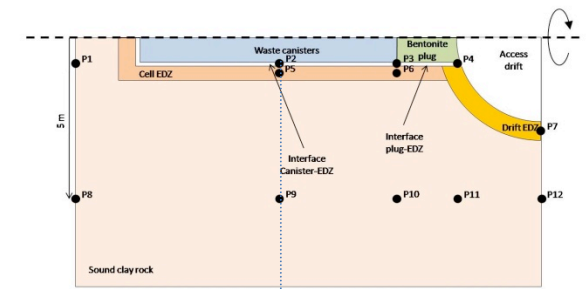 Waste canisters
Bentonite
plug
Access
drift
P1
P2
P3
P4
P5
P6
Cell EDZ
Drift EDZ
P7
5 m
Interface
plug-EDZ
Interface
Canister-EDZ
P8
P9
P10
P11
P12
Sound clay rock